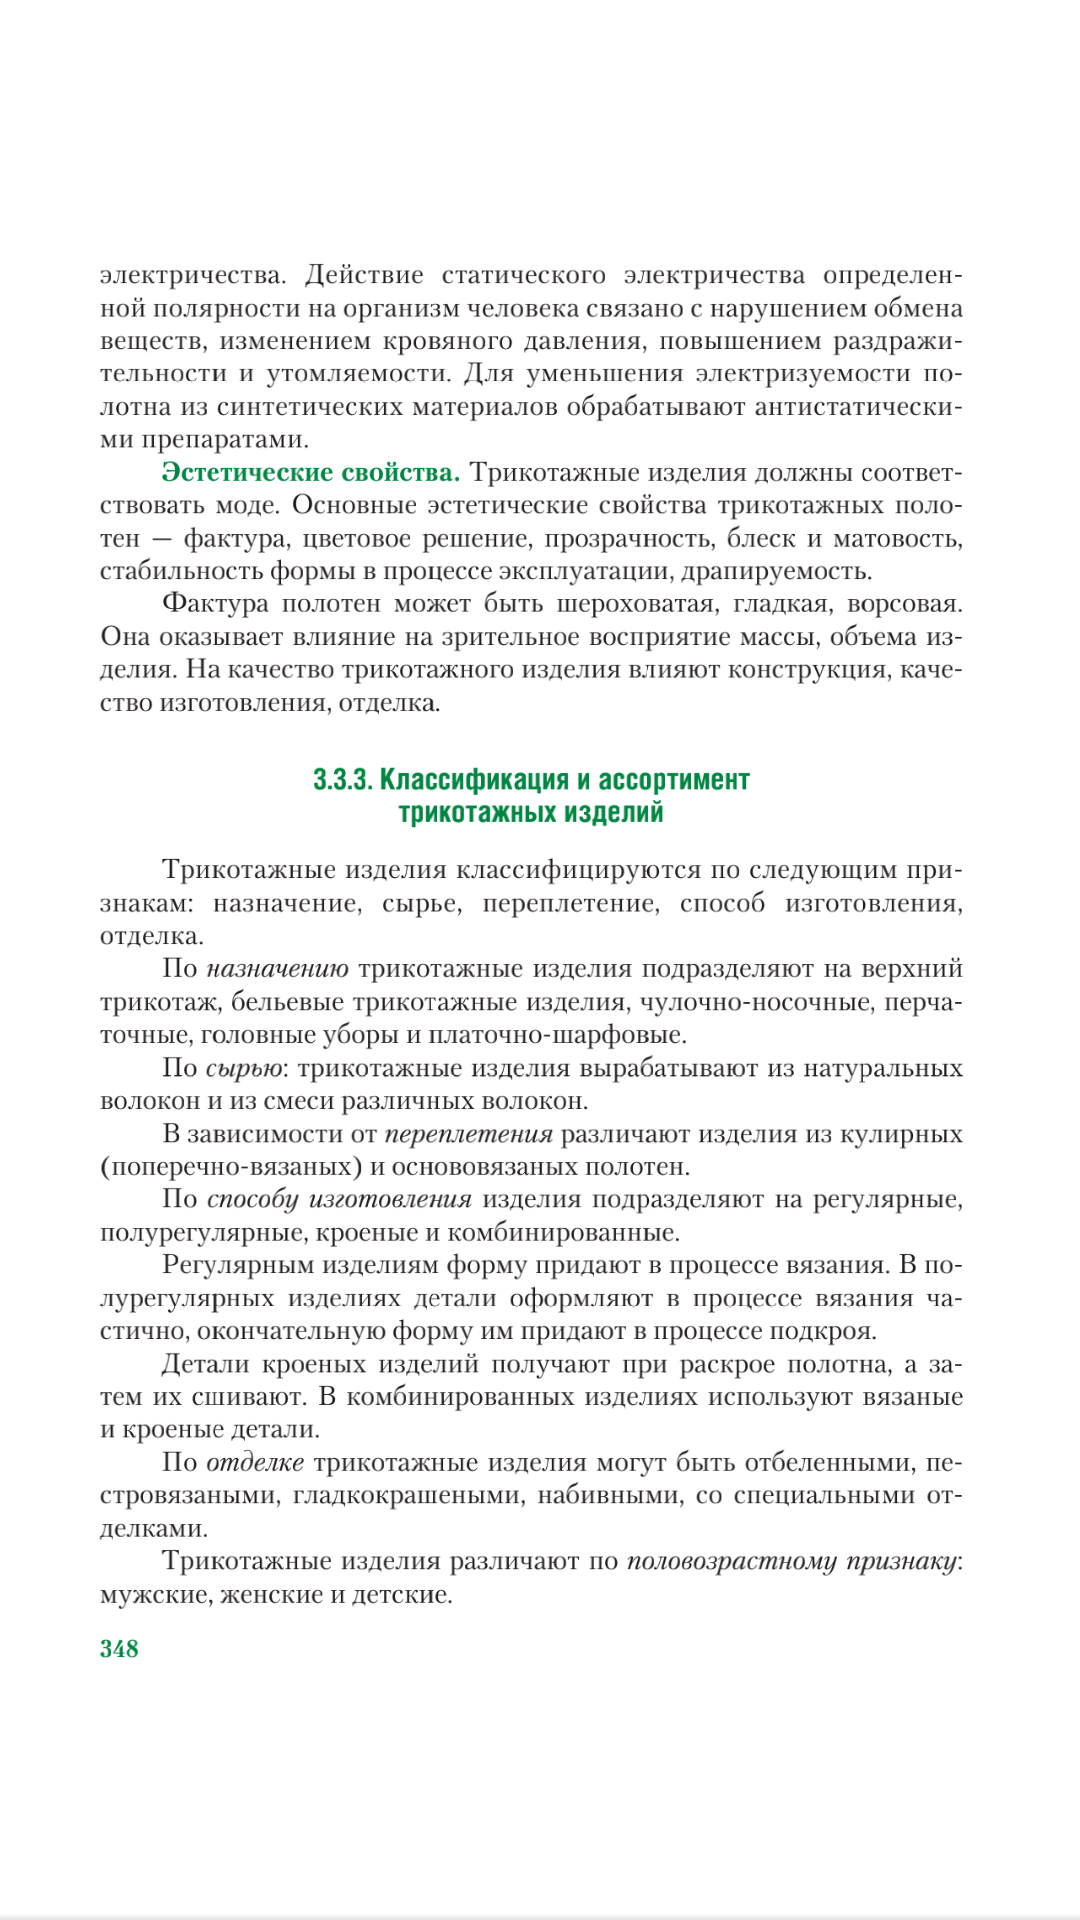 электричества. Действие статического электричества определен-
ной полярности на организм человека связано с нарушением обмена
веществ, изменением кровяного давления, повышением раздражи-
тельности и утомляемости. Для уменьшения электризуемости по-
лотна из синтетических материалов обрабатывают антистатически-
ми препаратами.
Эстетические свойства. Трикотажные изделия должны соответ-
ствовать моде. Основные эстетические свойства трикотажных поло-
тен — фактура, цветовое решение, прозрачность, блеск и матовость,
стабильность формы в процессе эксплуатации, драпируемость.
Фактура полотен может быть шероховатая, гладкая, ворсовая.
Она оказывает влияние на зрительное восприятие массы, объема из-
делия. На качество трикотажного изделия влияют конструкция, каче-
ство изготовления, отделка.
3.3.3. Классификация и ассортимент
трикотажных изделий
Трикотажные изделия классифицируются по следующим при-
знакам: назначение, сырье, переплетение, способ изготовления,
отделка.
По назначению трикотажные изделия подразделяют на верхний
трикотаж, бельевые трикотажные изделия, чулочно-носочные, перча-
точные, головные уборы и платочно-шарфовые.
По сырью: трикотажные изделия вырабатывают из натуральных
волокон и из смеси различных волокон.
В зависимости от переплетения различают изделия из кулирных
(поперечно-вязаных) и основовязаных полотен.
По способу изготовления изделия подразделяют на регулярные,
полурегулярные, кроеные и комбинированные.
Регулярным изделиям форму придают в процессе вязания. В по-
лурегулярных изделиях детали оформляют в процессе вязания ча-
стично, окончательную форму им придают в процессе подкроя.
Детали кроеных изделий получают при раскрое полотна, а за-
тем их сшивают. В комбинированных изделиях используют вязаные
и кроеные детали.
По отделке трикотажные изделия могут быть отбеленными, пе-
стровязаными, гладкокрашеными, набивными, со специальными от-
делками.
Трикотажные изделия различают по половозрастному признаку:
мужские, женские и детские.
348